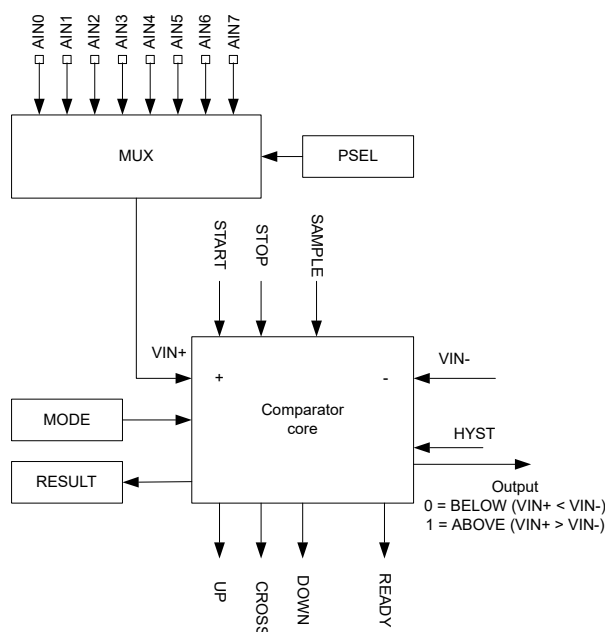 AIN0
AIN1
AIN2
AIN3
AIN4
AIN5
AIN6
AIN7
MUX
PSEL
START
STOP
SAMPLE
VIN+
VIN-
+
-
MODE
Comparator
core
HYST
RESULT
Output
0 = BELOW (VIN+ < VIN-)
1 = ABOVE (VIN+ > VIN-)
UP
CROSS
DOWN
READY